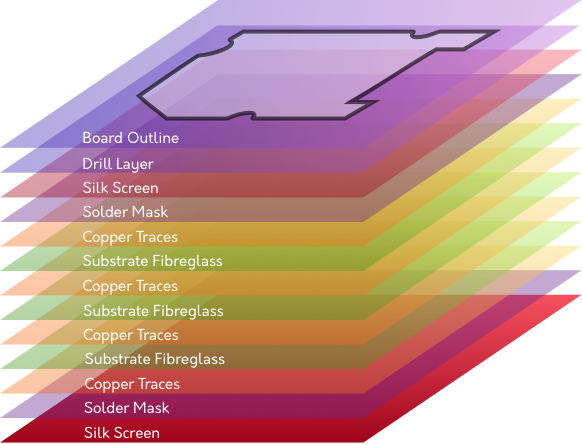 Board Outline
Drill Layer
Silk Screen
Solder Mask
Copper Traces
Substrate Fibreglass
Copper Traces
Substrate Fibreglass
Copper Traces
Substrate Fibreglass
Copper Traces
Solder Mask
Silk Screen